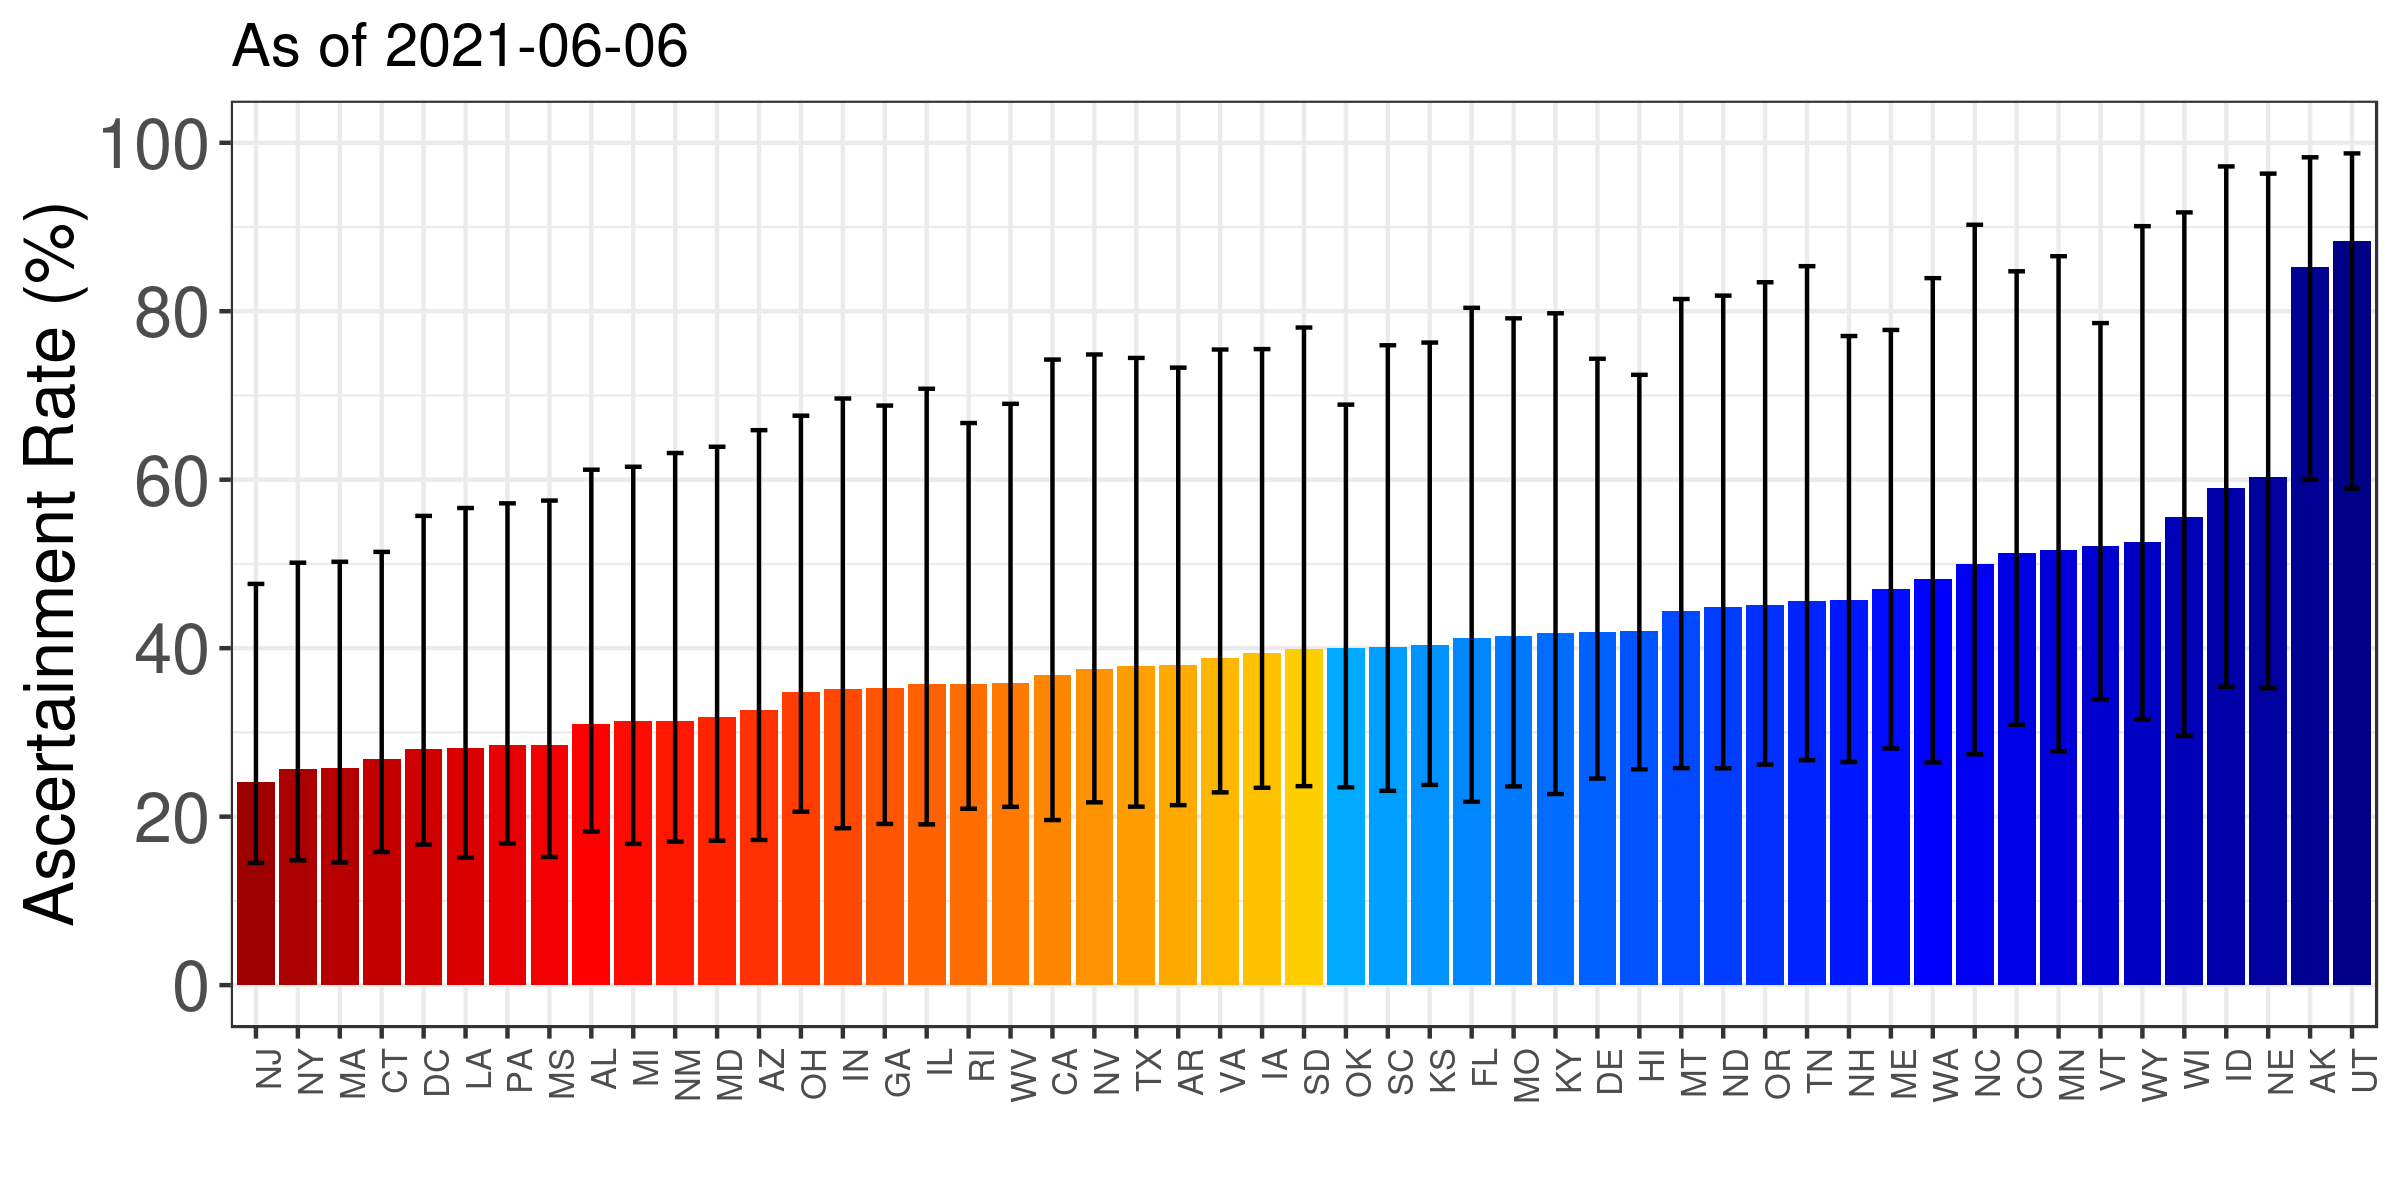 As of 2021-06-06
Ascertainment Rate (%)
100
80
60
40
20
0
NJ NY MA CT DC LA PA MS AL MI NM MD AZ OH IN GA IL RI WV CA NV TX AR VA IA SD OK SC KS FL MO KY DE HI MT ND OR TN NH ME WA NC CO MN VT WY WI ID NE AK UT